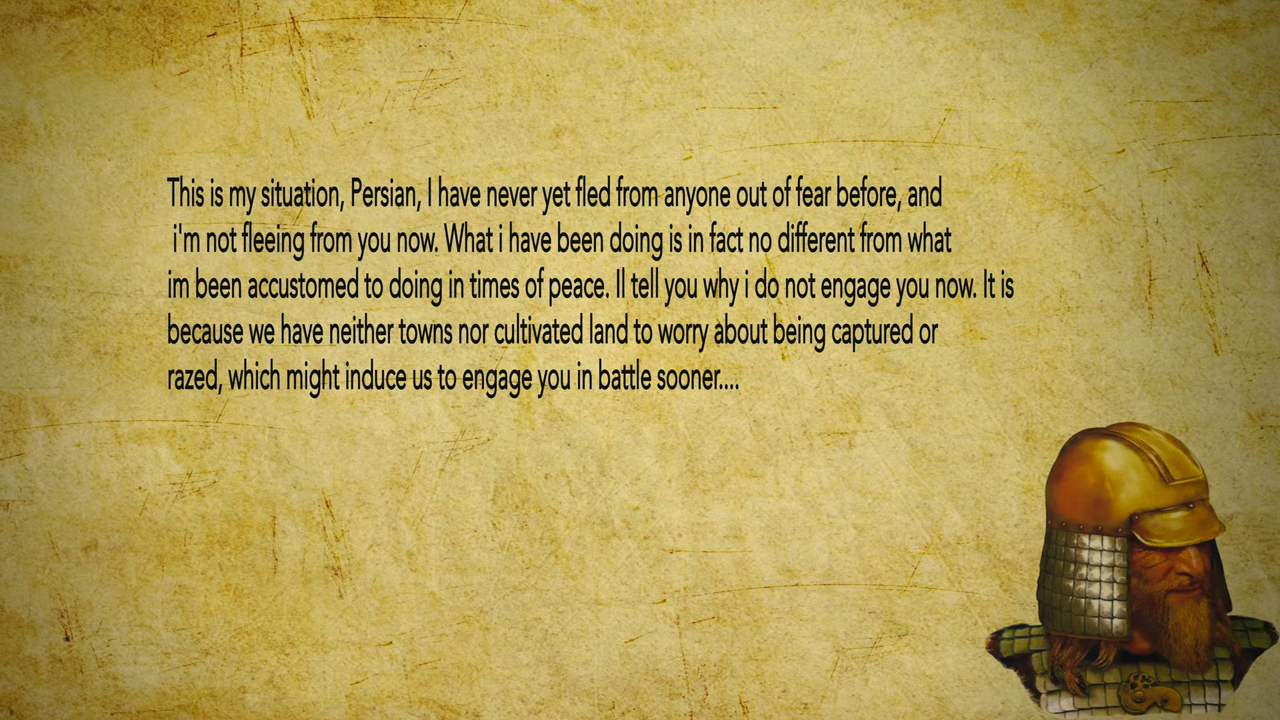 This is my situation, Persian, I have never yet fled from anyone out of fear before, and
i'm not fleeing from you now. What i have been doing is in fact no different from what
im been accustomed to doing in times of peace. Il tell you why i do not engage you now. It is
because we have neither towns nor cultivated land to worry about being captured or
razed, which might induce us to engage you in battle sooner....